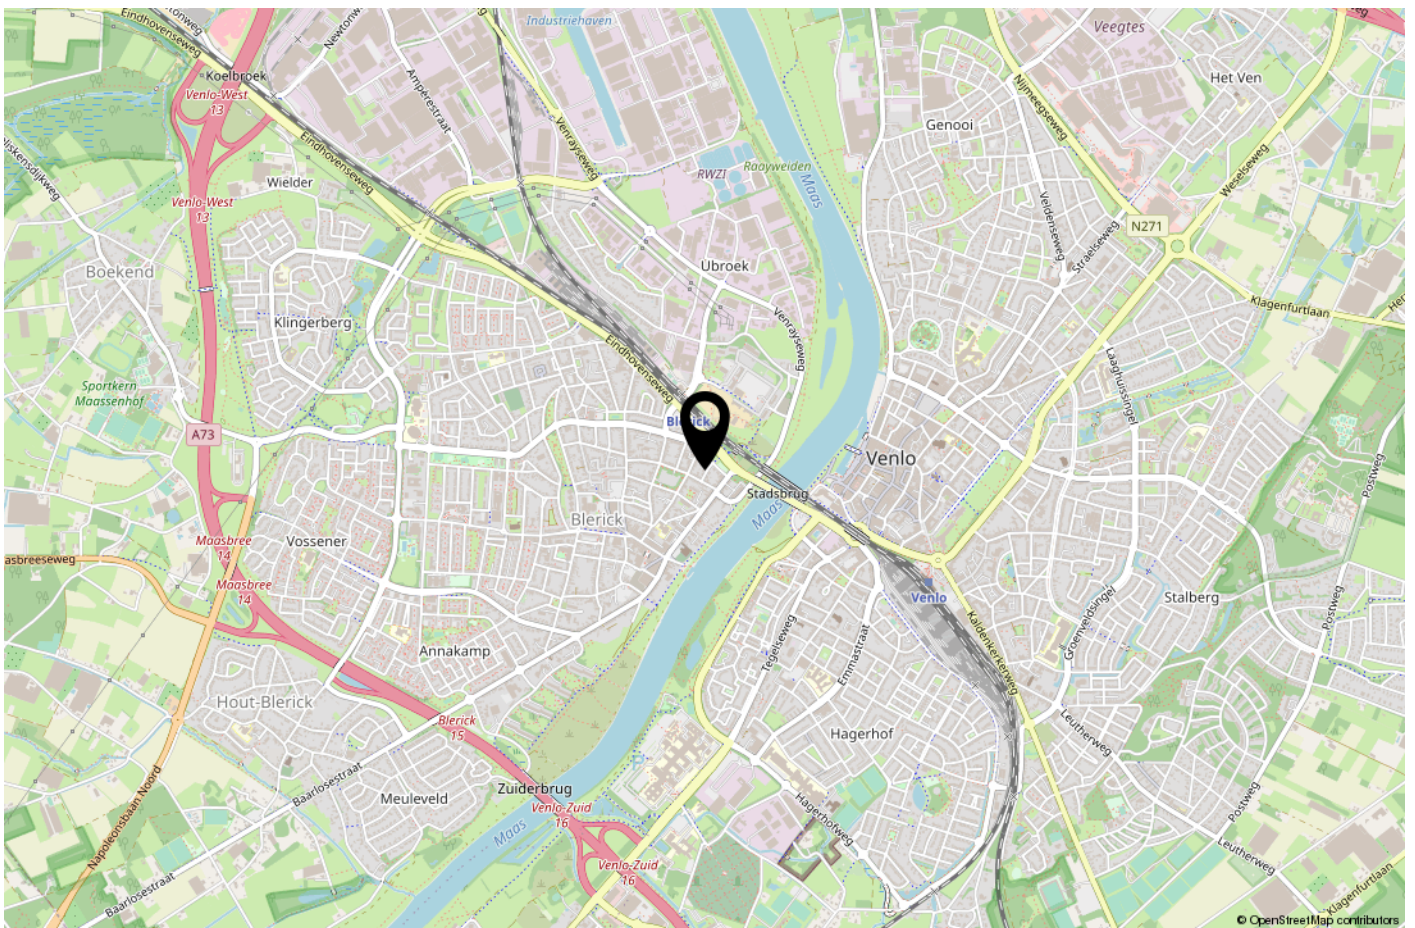 Industriehaven
Veegtes
Eindhovenseweg
Newtonw
Koelbroek
Het Ven
Venlo-West
13
Amperestraat
Nijmeegseweg
Venrayseweg
Genooi
Eindhovenseweg
Raayweiden
RWZI
Weselseweg
Wielder
Maas
Venlo-West
13
Veldenseweg
N271
Straelseweg
Boekend
Ubroek
Klagenfurtlaan
Klingerberg
Venrayseweg
Eindhovenseweg
Laaghuissingel
Sportkern
Maassenhof
Blerick
A73
Venlo
Postweg
Stadsbrug
Maas
Blerick
Maasbree
14
Vossener
asbreeseweg
Maasbree
14
Venlo
Stalberg
Postweg
Groenveldsingel
Kaldenkerkerweg
Tegelseweg
Emmastraat
Annakamp
Hout-Blerick
Blerick
15
Leutherweg
Hagerhof
Baarlosestraat
Zuiderbrug
Meuleveld
Venlo-Zuid
16
Hagerhofweg
Postweg
Napoleonsbaan Noord
Maas
Leutherweg
Venlo-Zuid
16
Baarlosestraat
Klagenfurtlaan
© OpenStreetMap contributors